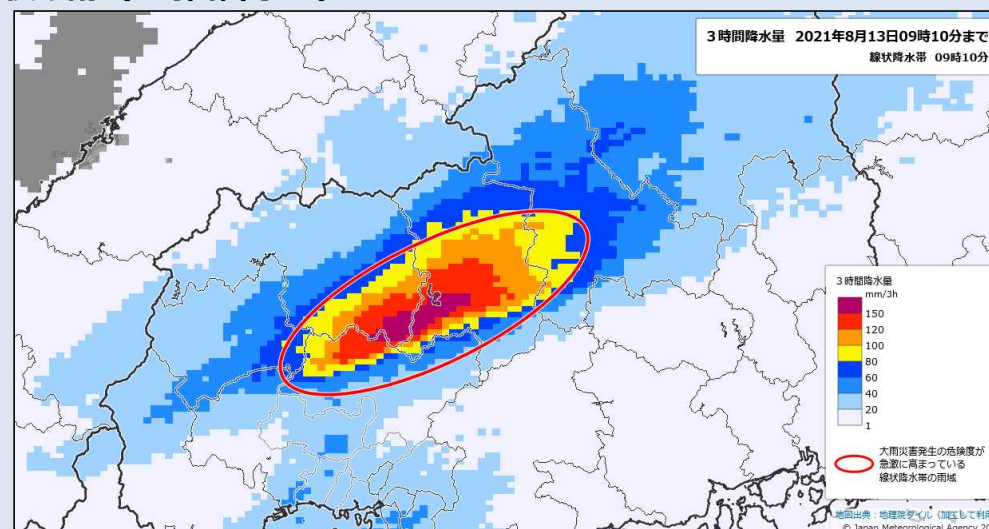 3時間降水量 2021年8月13日09時10分まで
線状降水帯 09時10分
3時間降水量
mm/3h
150
120
100
80
60
40
20
1
大雨災害発生の危険度が
急激に高まっている
線状降水帯の雨域
地図出典:地理院タイル(加工して利用
© Japan Meteorological Agency 20